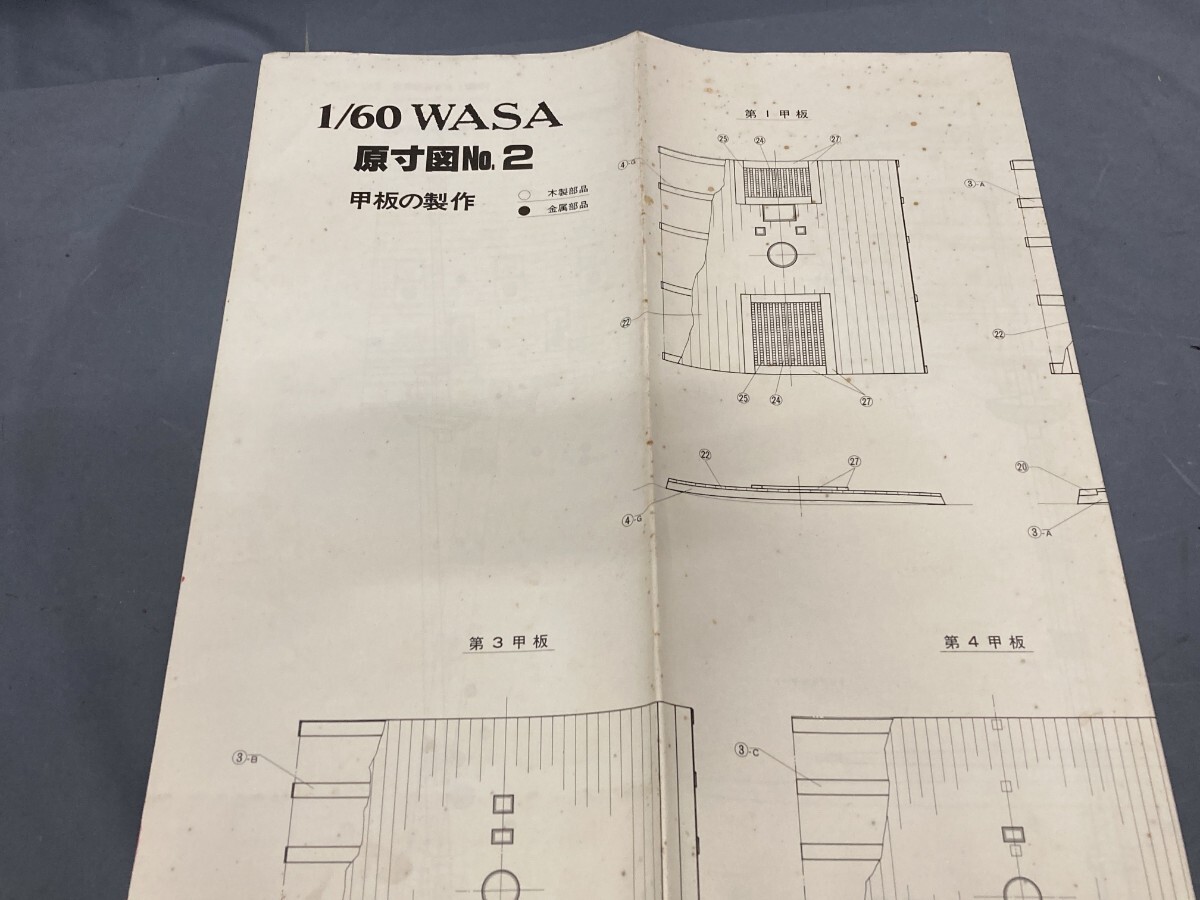 1/60 WASA
原寸図No.2
甲板の製作
○ 木製部品
● 金属部品
第1甲板
㉕ ㉔ ㉗
④-G
③-A
㉒
㉒
㉕ ㉔ ㉗
㉒ ㉗
⑳
④-G
③-A
第3甲板
第4甲板
③-B
③-C